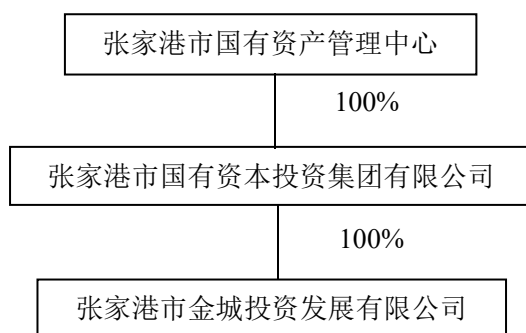 张家港市国有资产管理中心
100%
张家港市国有资本投资集团有限公司
100%
张家港市金城投资发展有限公司